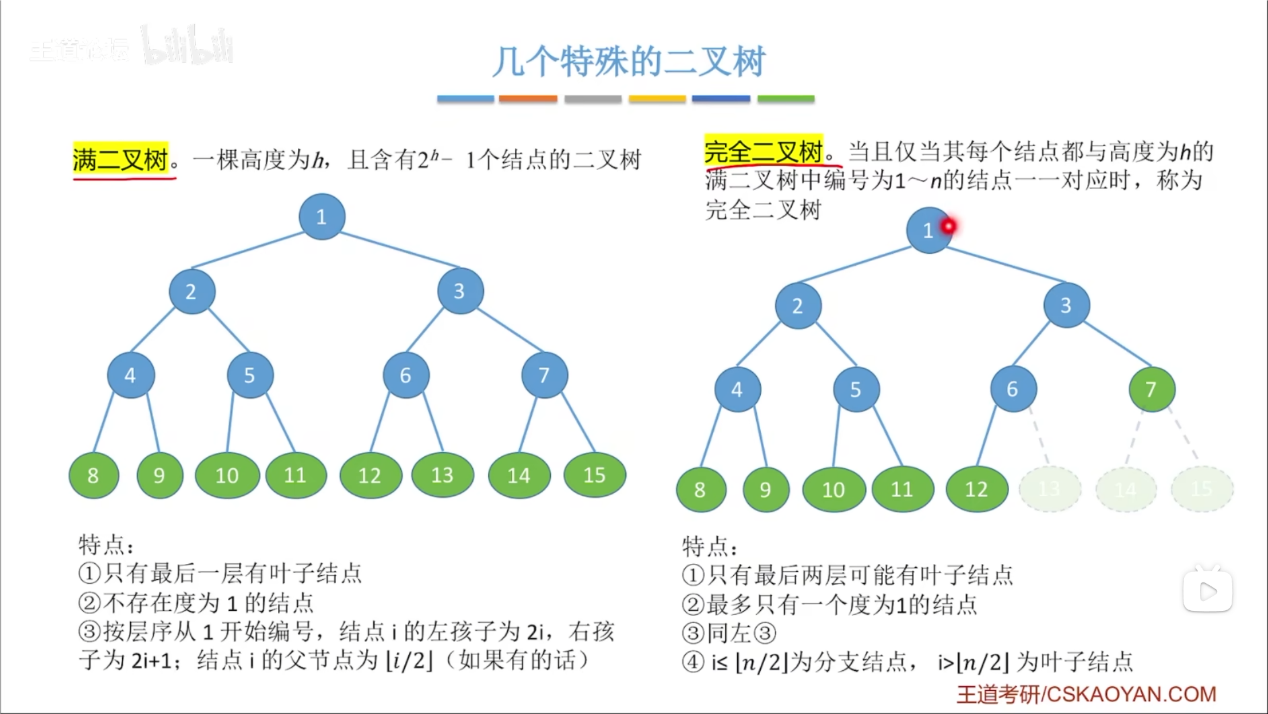 王道论坛 bilibili
几个特殊的二叉树
满二叉树。一棵高度为h，且含有2ʰ− 1个结点的二叉树
1
2 3
4 5 6 7
8 9 10 11 12 13 14 15
特点：
①只有最后一层有叶子结点
②不存在度为 1 的结点
③按层序从 1 开始编号，结点 i 的左孩子为 2i，右孩
子为 2i+1；结点 i 的父节点为 ⌊i/2⌋（如果有的话）
完全二叉树。当且仅当其每个结点都与高度为h的
满二叉树中编号为1～n的结点一一对应时，称为
完全二叉树
1
2 3
4 5 6 7
8 9 10 11 12 13 14 15
特点：
①只有最后两层可能有叶子结点
②最多只有一个度为1的结点
③同左③
④ i≤ ⌊n/2⌋为分支结点， i>⌊n/2⌋ 为叶子结点
王道考研/CSKAOYAN.COM